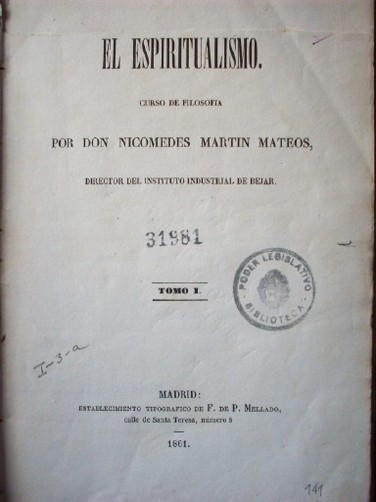 EL ESPIRITUALISMO.
CURSO DE FILOSOFIA
POR DON NICOMEDES MARTIN MATEOS,
DIRECTOR DEL INSTITUTO INDUSTRIAL DE BEJAR.
31981
PODER LEGISLATIVO
BIBLIOTECA
TOMO I.
I-3-a
MADRID:
ESTABLECIMIENTO TIPOGRAFICO DE F. DE P. MELLADO,
calle de Santa Teresa, número 8
1861.
141